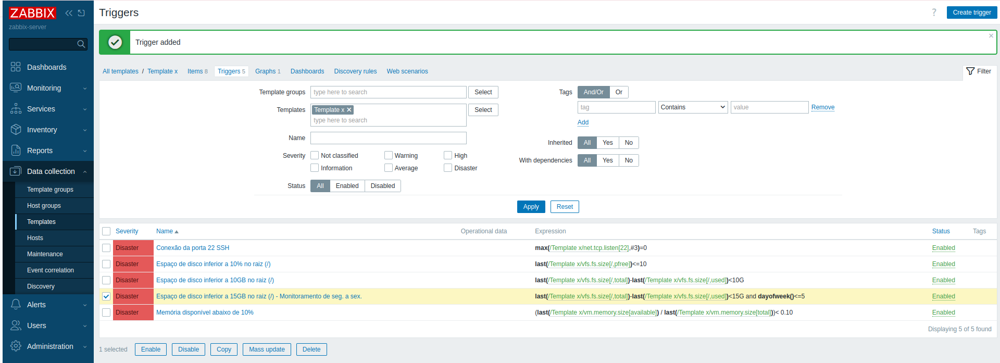 ZABBIX
zabbix-server
Dashboards
Monitoring
Services
Inventory
Reports
Data collection
Template groups
Host groups
Templates
Hosts
Maintenance
Event correlation
Discovery
Alerts
Users
Administration
Triggers
? Create trigger
Trigger added
All templates / Template x Items 8 Triggers 5 Graphs 1 Dashboards Discovery rules Web scenarios
Filter
Template groups type here to search Select
Templates Template x Select
type here to search
Name
Severity Not classified Warning High
Information Average Disaster
Status All Enabled Disabled
Tags And/Or Or
tag Contains value Remove
Add
Inherited All Yes No
With dependencies All Yes No
Apply Reset
Severity Name Operational data Expression Status Tags
Disaster Conexão da porta 22 SSH max(/Template x/net.tcp.listen[22],#3)=0 Enabled
Disaster Espaço de disco inferior a 10% no raiz (/) last(/Template x/vfs.fs.size[/,pfree])<=10 Enabled
Disaster Espaço de disco inferior a 10GB no raiz (/) last(/Template x/vfs.fs.size[/,total])-last(/Template x/vfs.fs.size[/,used])<10G Enabled
Disaster Espaço de disco inferior a 15GB no raiz (/) - Monitoramento de seg. a sex. last(/Template x/vfs.fs.size[/,total])-last(/Template x/vfs.fs.size[/,used])<15G and dayofweek()<=5 Enabled
Disaster Memória disponível abaixo de 10% (last(/Template x/vm.memory.size[available]) / last(/Template x/vm.memory.size[total]))< 0.10 Enabled
Displaying 5 of 5 found
1 selected Enable Disable Copy Mass update Delete